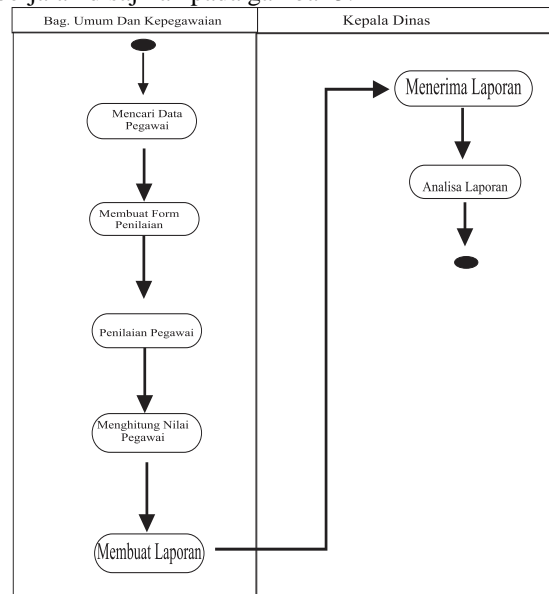 Bag. Umum Dan Kepegawaian
Kepala Dinas
Mencari Data
Pegawai
Membuat Form
Penilaian
Penilaian Pegawai
Menghitung Nilai
Pegawai
Membuat Laporan
Menerima Laporan
Analisa Laporan